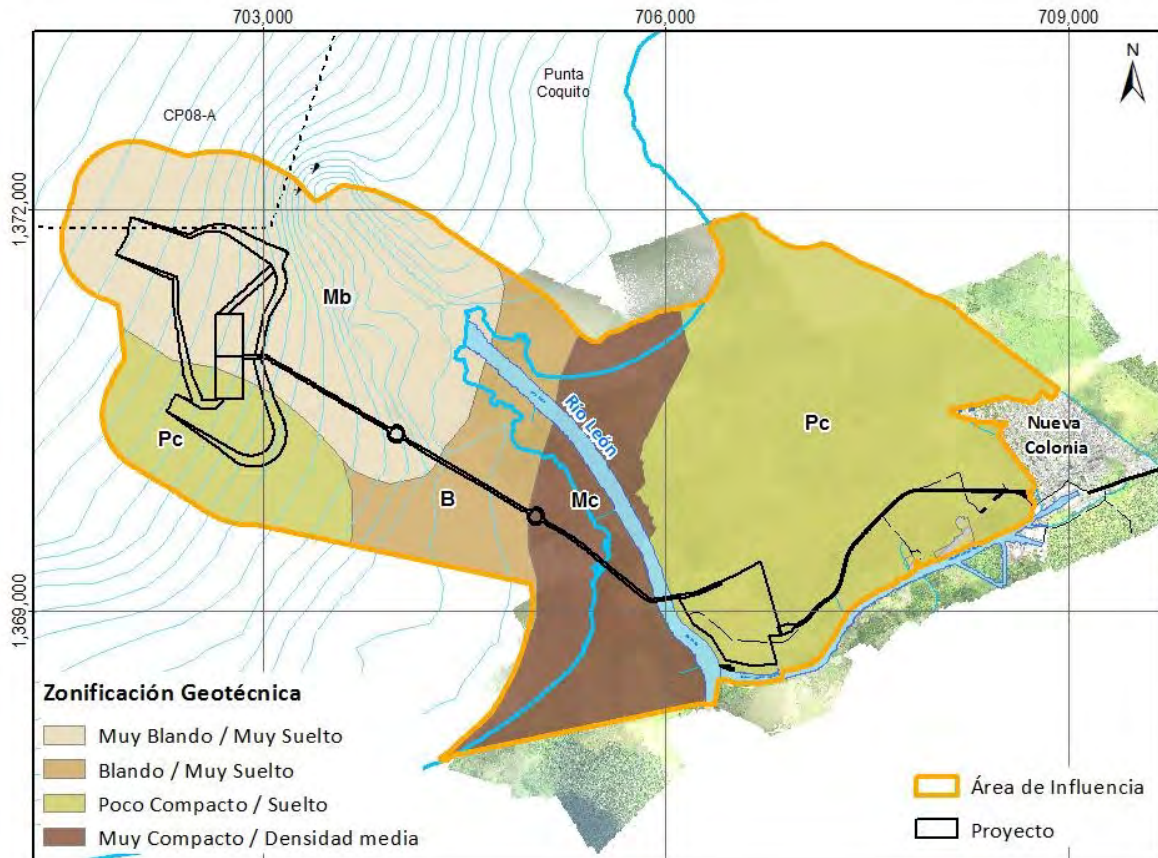 703,000
706,000
709,000
N
Punta
Coquito
CP08-A
1,372,000
Mb
Río León
Pc
Nueva
Colonia
Pc
B
Mc
1,369,000
Zonificación Geotécnica
Muy Blando / Muy Suelto
Blando / Muy Suelto
Poco Compacto / Suelto
Muy Compacto / Densidad media
Área de Influencia
Proyecto